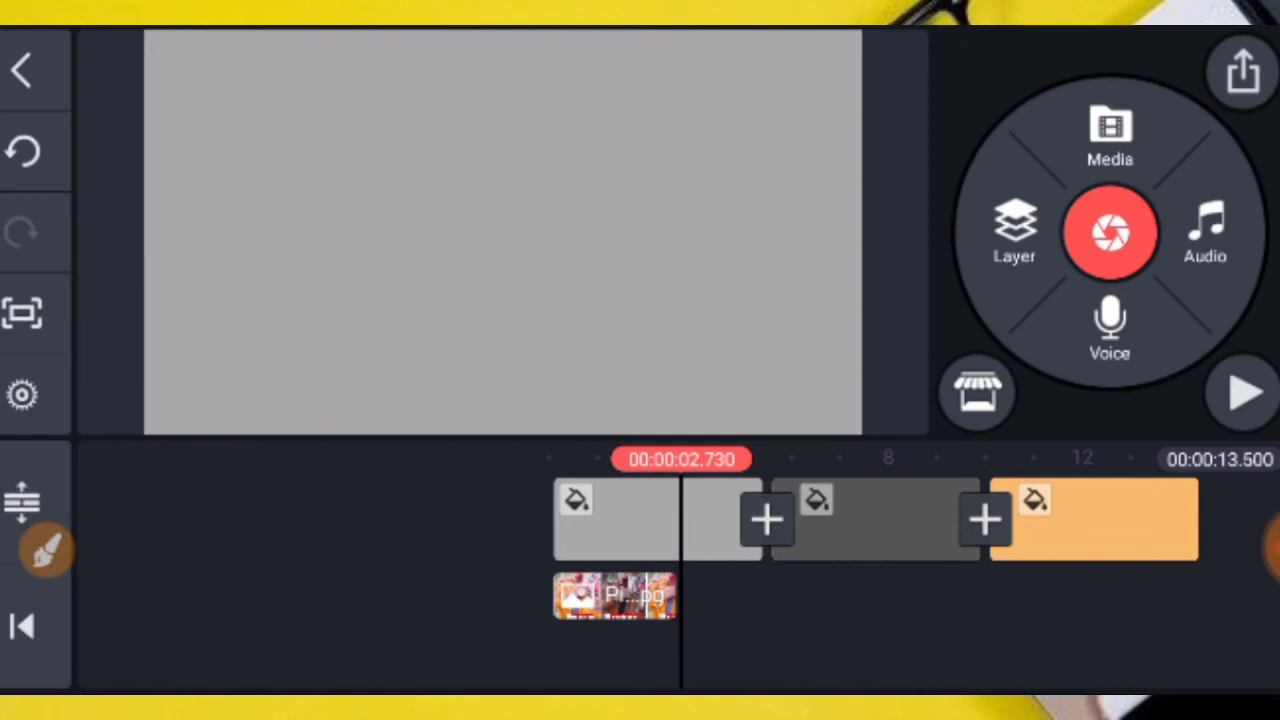 Media
Layer
Audio
Voice
00:00:02.730
8
12
00:00:13.500
Pi...pg